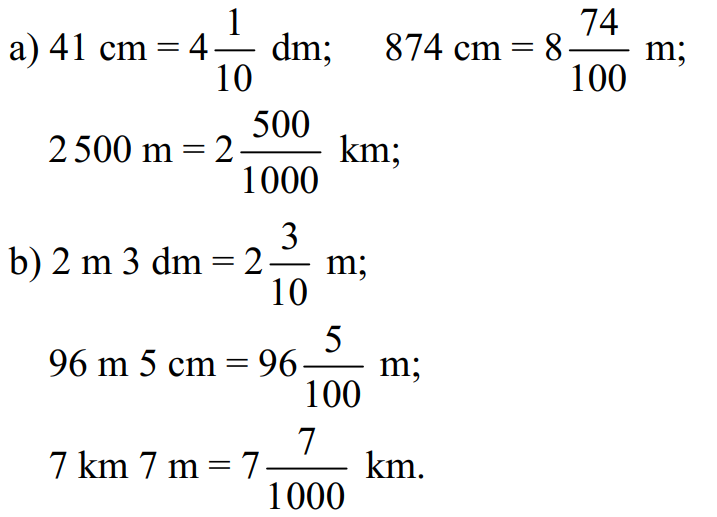 a) 41 cm = 4 1/10 dm; 874 cm = 8 74/100 m;
2 500 m = 2 500/1000 km;
b) 2 m 3 dm = 2 3/10 m;
96 m 5 cm = 96 5/100 m;
7 km 7 m = 7 7/1000 km.